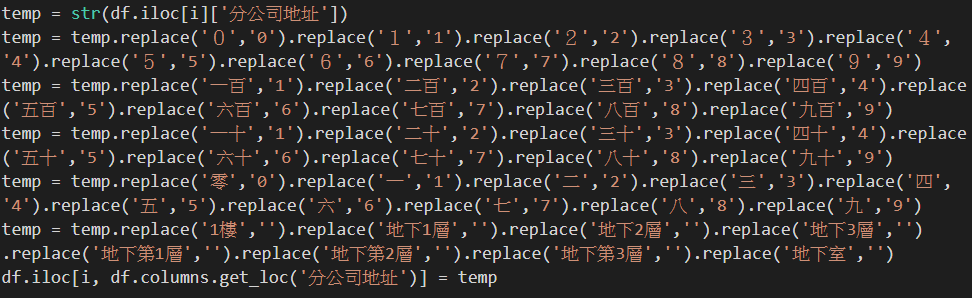 temp = str(df.iloc[i]['分公司地址'])
temp = temp.replace('０','0').replace('１','1').replace('２','2').replace('３','3').replace('４',
'4').replace('５','5').replace('６','6').replace('７','7').replace('８','8').replace('９','9')
temp = temp.replace('一百','1').replace('二百','2').replace('三百','3').replace('四百','4').replace
('五百','5').replace('六百','6').replace('七百','7').replace('八百','8').replace('九百','9')
temp = temp.replace('一十','1').replace('二十','2').replace('三十','3').replace('四十','4').replace
('五十','5').replace('六十','6').replace('七十','7').replace('八十','8').replace('九十','9')
temp = temp.replace('零','0').replace('一','1').replace('二','2').replace('三','3').replace('四',
'4').replace('五','5').replace('六','6').replace('七','7').replace('八','8').replace('九','9')
temp = temp.replace('1樓','').replace('地下1層','').replace('地下2層','').replace('地下3層','')
.replace('地下第1層','').replace('地下第2層','').replace('地下第3層','').replace('地下室','')
df.iloc[i, df.columns.get_loc('分公司地址')] = temp